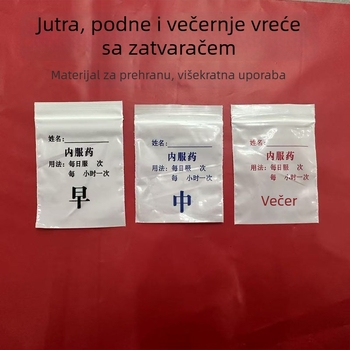 Jutra, podne i večernje vreće
sa zatvaračem
Materijal za prehranu, višekratna uporaba
姓名:
内服药
用法: 每日服 次
每 小时一次
早
姓名:
内服药
用法: 每日服 次
每 小时一次
中
姓名:
内服药
用法: 每日服 次
每 小时一次
Večer